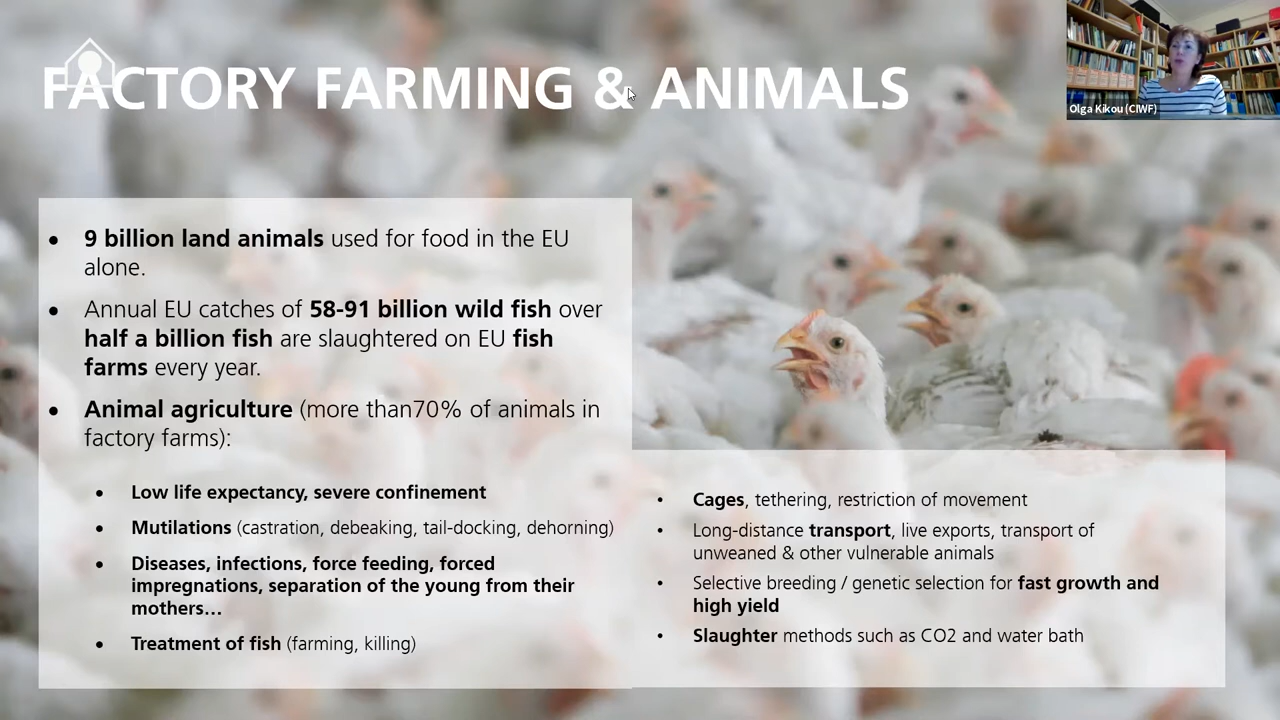 FACTORY FARMING & ANIMALS
Olga Kikou (CIWF)
• 9 billion land animals used for food in the EU
alone.
• Annual EU catches of 58-91 billion wild fish over
half a billion fish are slaughtered on EU fish
farms every year.
• Animal agriculture (more than70% of animals in
factory farms):
• Low life expectancy, severe confinement
• Mutilations (castration, debeaking, tail-docking, dehorning)
• Diseases, infections, force feeding, forced
impregnations, separation of the young from their
mothers…
• Treatment of fish (farming, killing)
• Cages, tethering, restriction of movement
• Long-distance transport, live exports, transport of
unweaned & other vulnerable animals
• Selective breeding / genetic selection for fast growth and
high yield
• Slaughter methods such as CO2 and water bath